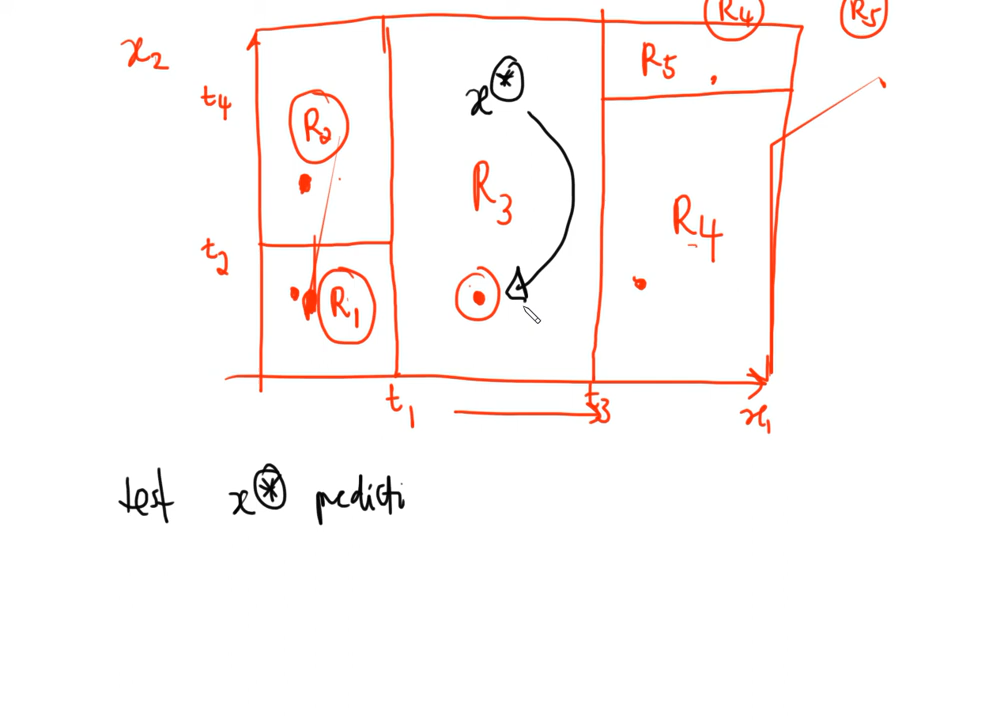 R4 R5
x2
R5
x*
t4
R2
R3
R4
t2
R1
t1 t3 x1
test x* predicti